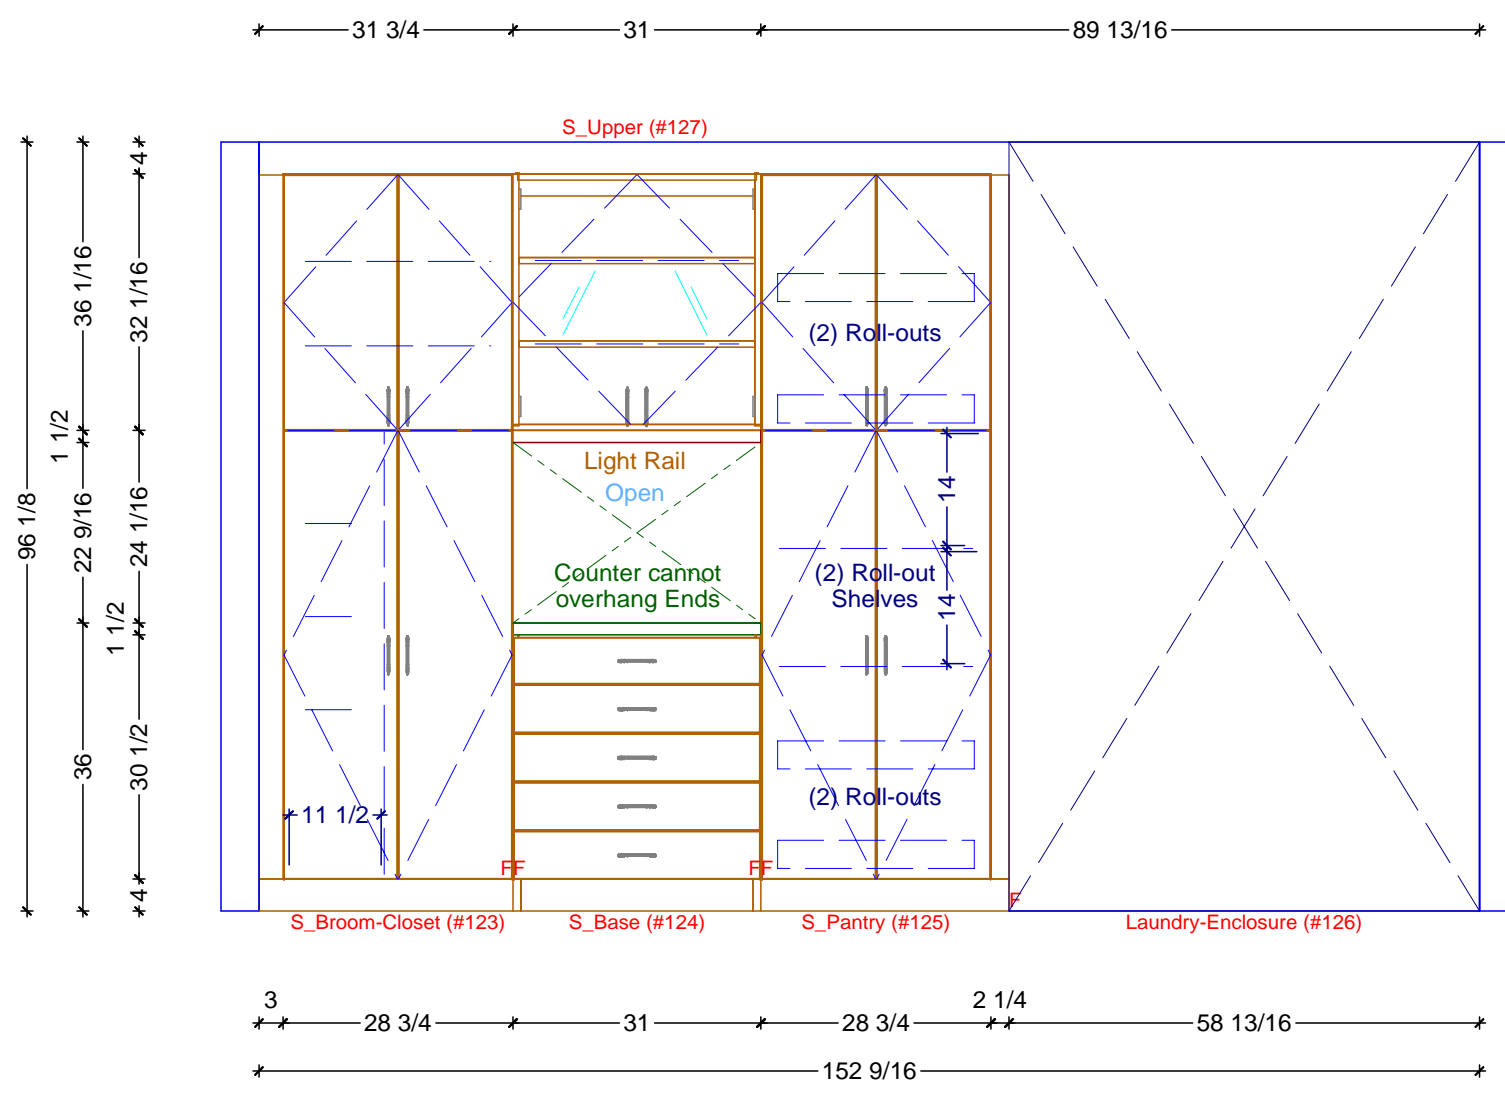 31 3/4
31
89 13/16
S_Upper (#127)
4
36 1/16
32 1/16
(2) Roll-outs
1 1/2
Light Rail
Open
14
96 1/8
22 9/16
24 1/16
Counter cannot
overhang Ends
(2) Roll-out
Shelves
14
1 1/2
36
30 1/2
(2) Roll-outs
11 1/2
FF
FF
4
F
S_Broom-Closet (#123)
S_Base (#124)
S_Pantry (#125)
Laundry-Enclosure (#126)
3
28 3/4
31
28 3/4
2 1/4
58 13/16
152 9/16